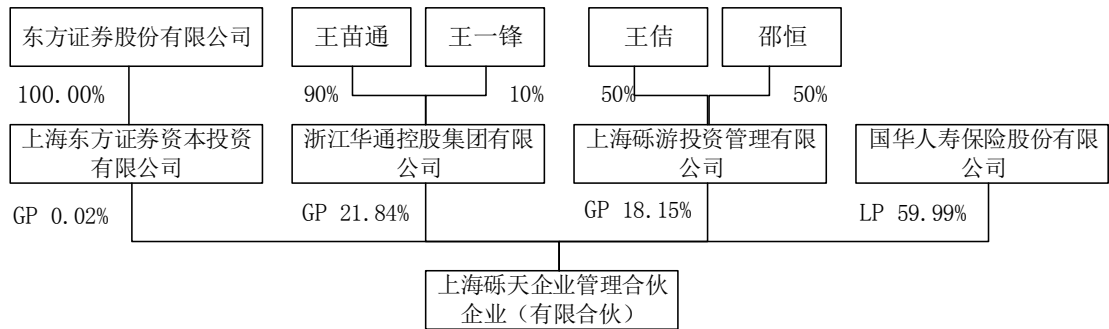 东方证券股份有限公司
王苗通
王一锋
王佶
邵恒
100.00%
90%
10%
50%
50%
上海东方证券资本投资
有限公司
浙江华通控股集团有限
公司
上海砾游投资管理有限
公司
国华人寿保险股份有限
公司
GP 0.02%
GP 21.84%
GP 18.15%
LP 59.99%
上海砾天企业管理合伙
企业（有限合伙）